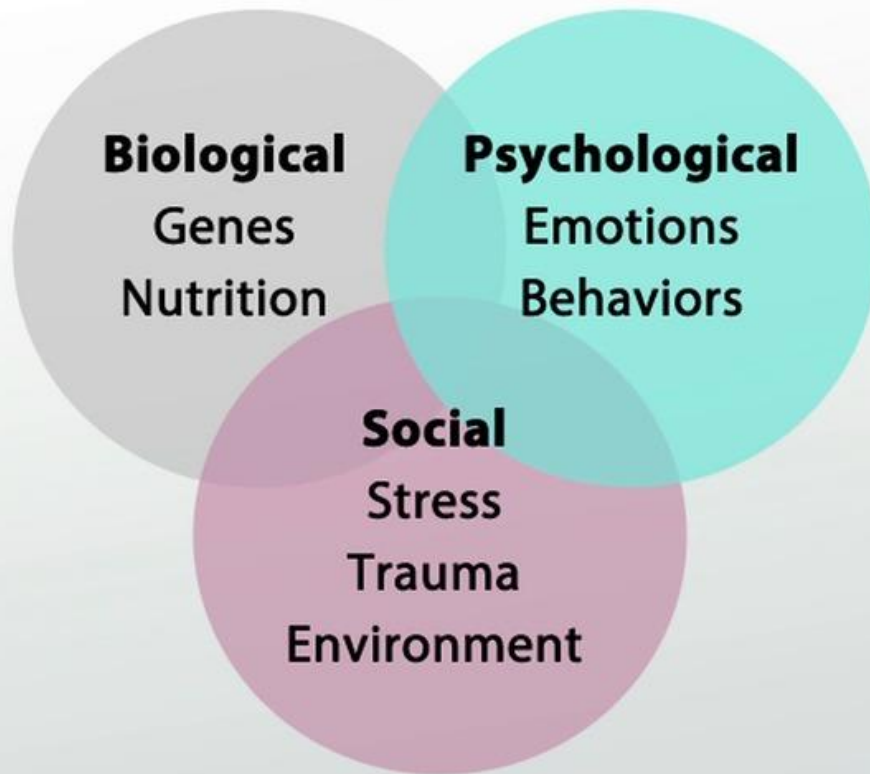 Biological
Genes
Nutrition
Psychological
Emotions
Behaviors
Social
Stress
Trauma
Environment